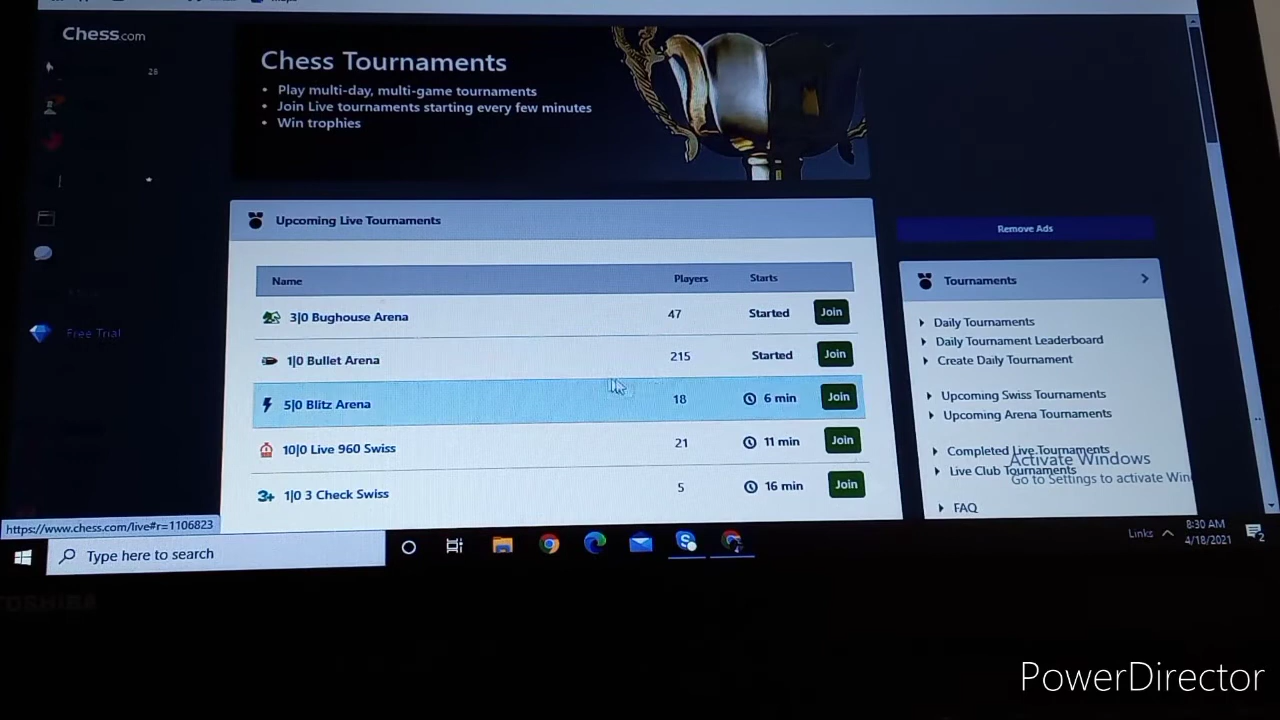 Chess.com
28
Chess Tournaments
• Play multi-day, multi-game tournaments
• Join Live tournaments starting every few minutes
• Win trophies
Free Trial
Upcoming Live Tournaments
Name Players Starts
3|0 Bughouse Arena 47 Started Join
1|0 Bullet Arena 215 Started Join
5|0 Blitz Arena 18 6 min Join
10|0 Live 960 Swiss 21 11 min Join
3+ 1|0 3 Check Swiss 5 16 min Join
Remove Ads
Tournaments
Daily Tournaments
Daily Tournament Leaderboard
Create Daily Tournament
Upcoming Swiss Tournaments
Upcoming Arena Tournaments
Completed Live Tournaments
Live Club Tournaments
FAQ
Activate Windows
Go to Settings to activate Win
https://www.chess.com/live#r=1106823
Type here to search
Links
8:30 AM
4/18/2021
2
TOSHIBA
PowerDirector